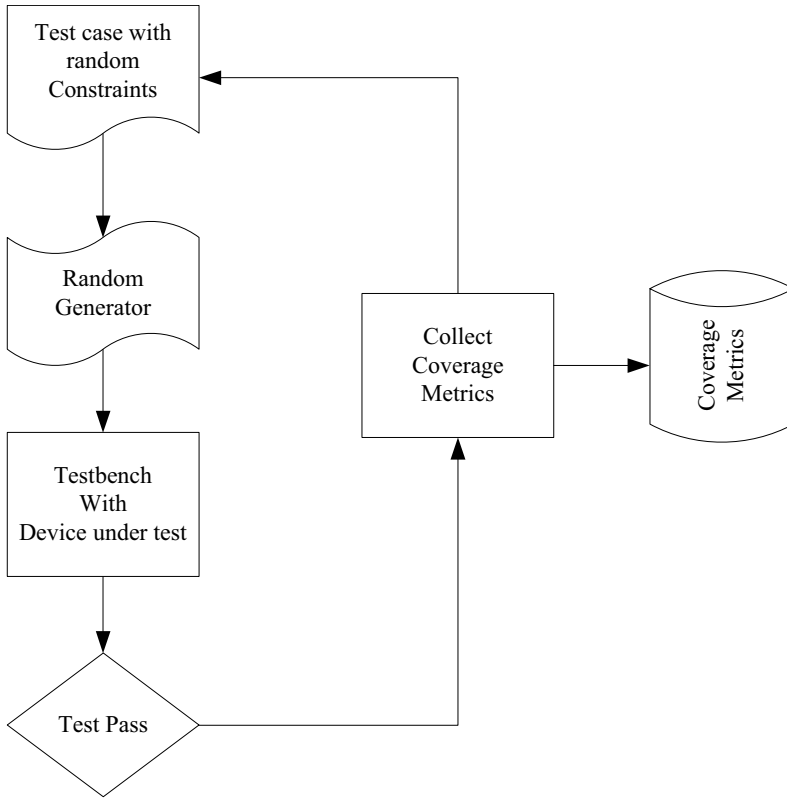 Test case with
random
Constraints
Random
Generator
Testbench
With
Device under test
Test Pass
Collect
Coverage
Metrics
Coverage
Metrics